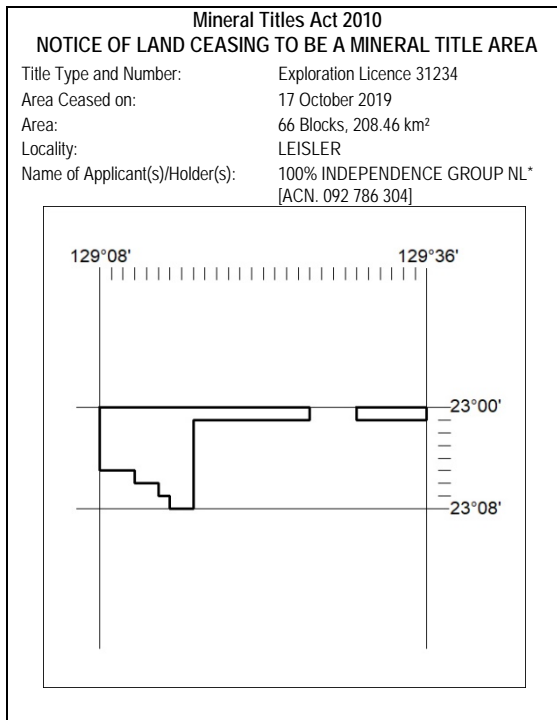 Mineral Titles Act 2010
NOTICE OF LAND CEASING TO BE A MINERAL TITLE AREA
Title Type and Number: Exploration Licence 31234
Area Ceased on: 17 October 2019
Area: 66 Blocks, 208.46 km²
Locality: LEISLER
Name of Applicant(s)/Holder(s): 100% INDEPENDENCE GROUP NL*
[ACN. 092 786 304]
129°08' 129°36'
23°00'
23°08'